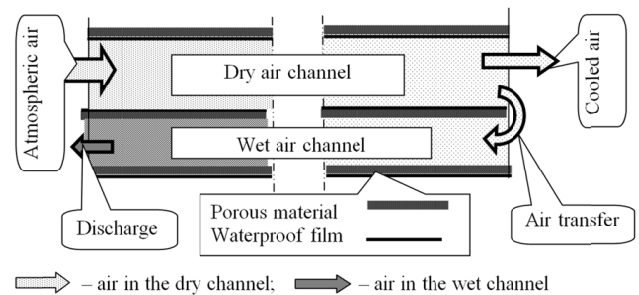 Atmospheric air
Dry air channel
Cooled air
Wet air channel
Discharge
Porous material
Waterproof film
Air transfer
– air in the dry channel;
– air in the wet channel